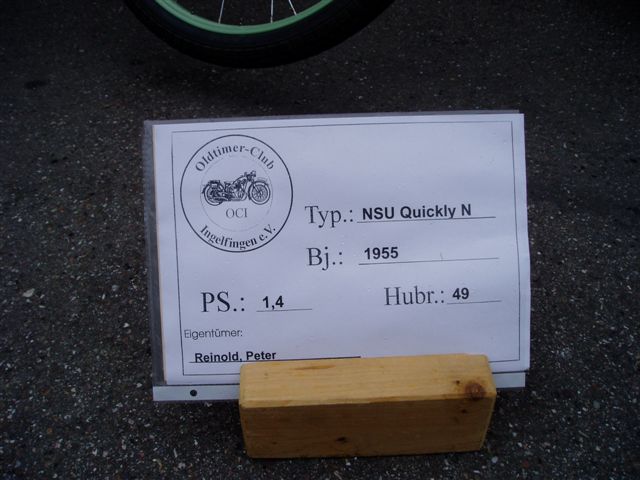 Oldtimer-Club
OCI
Ingelfingen e.V.
Typ.: NSU Quickly N
Bj.: 1955
PS.: 1,4 Hubr.: 49
Eigentümer:
Reinold, Peter